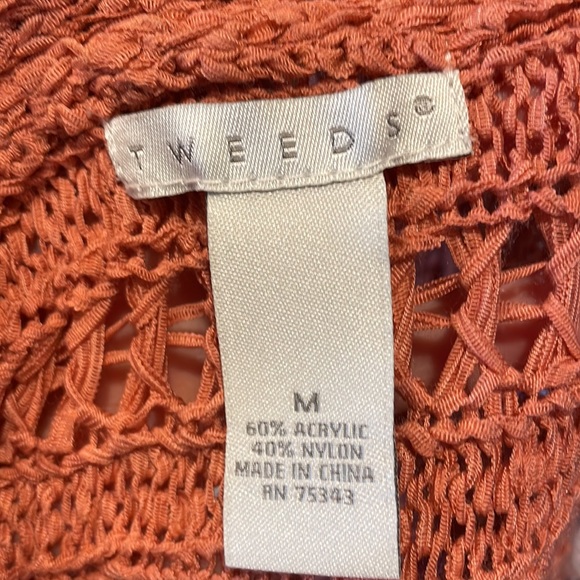 TWEEDS®
M
60% ACRYLIC
40% NYLON
MADE IN CHINA
RN 75343